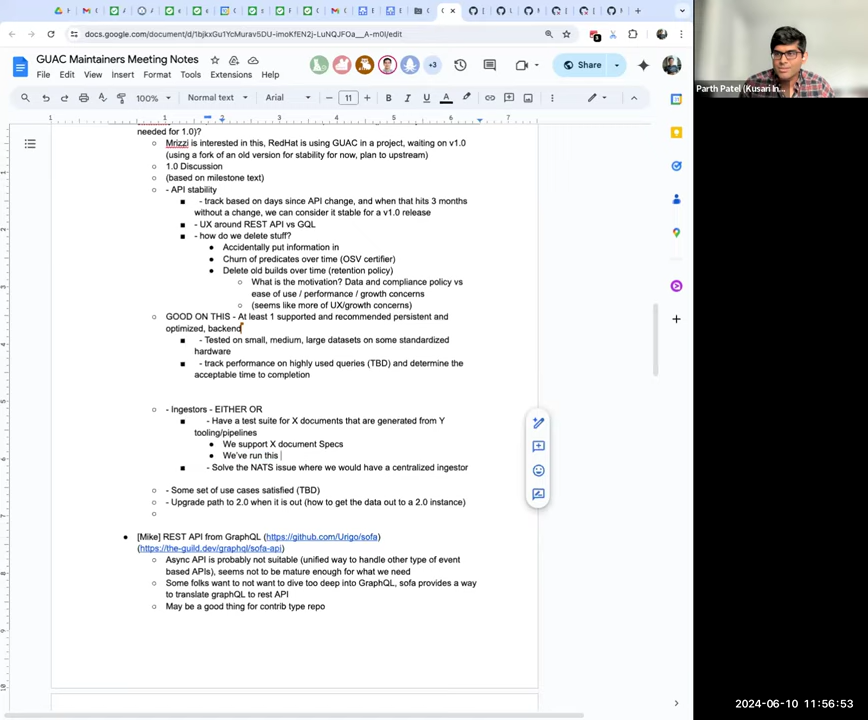 docs.google.com/document/d/1bjkxGu1YcMurav5DU-imoKfEN2j-LuNQJFOa__A-m0I/edit
GUAC Maintainers Meeting Notes
File Edit View Insert Format Tools Extensions Help
+3
Share
100%
Normal text
Arial
11
B I U A
1 1 2 3 4 5 6 7
needed for 1.0)?
Mrizzi is interested in this, RedHat is using GUAC in a project, waiting on v1.0
(using a fork of an old version for stability for now, plan to upstream)
1.0 Discussion
(based on milestone text)
- API stability
- track based on days since API change, and when that hits 3 months
without a change, we can consider it stable for a v1.0 release
- UX around REST API vs GQL
- how do we delete stuff?
Accidentally put information in
Churn of predicates over time (OSV certifier)
Delete old builds over time (retention policy)
What is the motivation? Data and compliance policy vs
ease of use / performance / growth concerns
(seems like more of UX/growth concerns)
GOOD ON THIS - At least 1 supported and recommended persistent and
optimized, backend
- Tested on small, medium, large datasets on some standardized
hardware
- track performance on highly used queries (TBD) and determine the
acceptable time to completion
- Ingestors - EITHER OR
- Have a test suite for X documents that are generated from Y
tooling/pipelines
We support X document Specs
We've run this
- Solve the NATS issue where we would have a centralized ingestor
- Some set of use cases satisfied (TBD)
- Upgrade path to 2.0 when it is out (how to get the data out to a 2.0 instance)
[Mike] REST API from GraphQL (https://github.com/Urigo/sofa)
(https://the-guild.dev/graphql/sofa-api)
Async API is probably not suitable (unified way to handle other type of event
based APIs), seems not to be mature enough for what we need
Some folks want to not want to dive too deep into GraphQL, sofa provides a way
to translate graphQL to rest API
May be a good thing for contrib type repo
Parth Patel (Kusari In...
2024-06-10 11:56:53